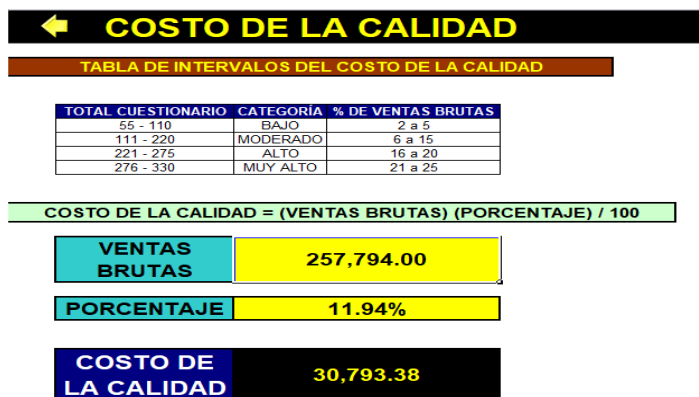 COSTO DE LA CALIDAD
TABLA DE INTERVALOS DEL COSTO DE LA CALIDAD
TOTAL CUESTIONARIO CATEGORÍA % DE VENTAS BRUTAS
55 - 110 BAJO 2 a 5
111 - 220 MODERADO 6 a 15
221 - 275 ALTO 16 a 20
276 - 330 MUY ALTO 21 a 25
COSTO DE LA CALIDAD = (VENTAS BRUTAS) (PORCENTAJE) / 100
VENTAS
BRUTAS
257,794.00
PORCENTAJE 11.94%
COSTO DE
LA CALIDAD
30,793.38